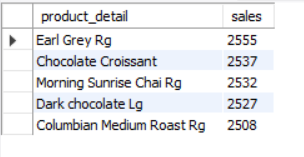 product_detail sales
Earl Grey Rg 2555
Chocolate Croissant 2537
Morning Sunrise Chai Rg 2532
Dark chocolate Lg 2527
Columbian Medium Roast Rg 2508